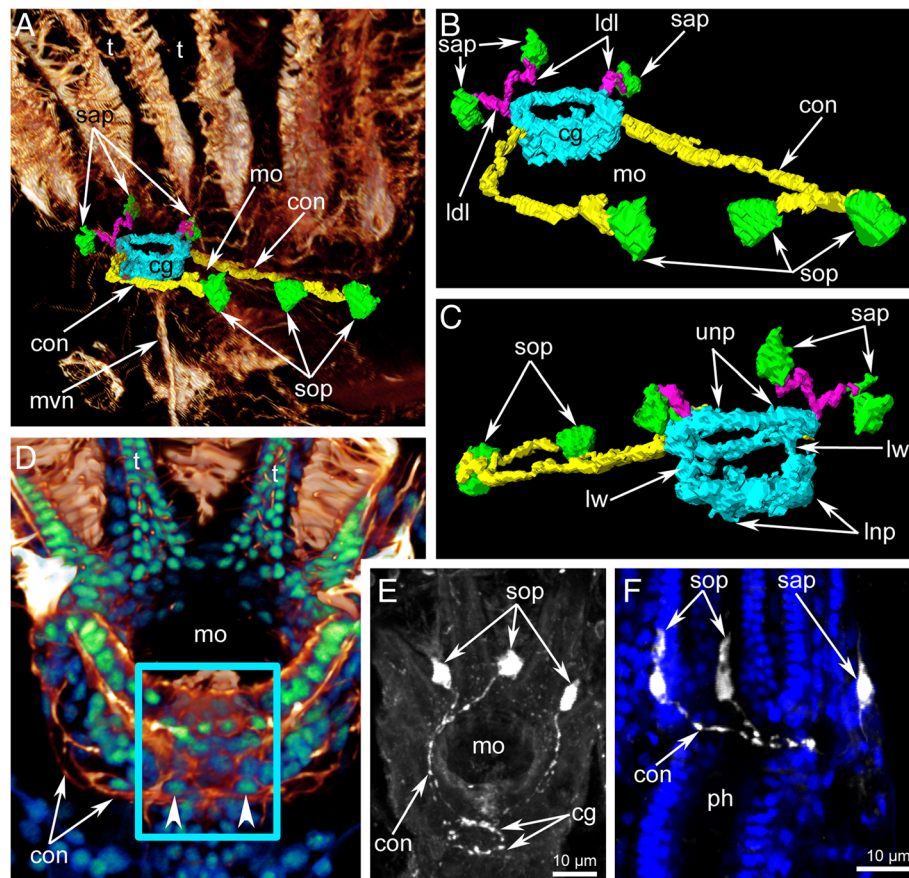 A
t
t
sap
mo
con
cg
con
mvn
sop
B
sap
ldl
sap
cg
con
mo
ldl
sop
C
sop
unp
sap
lw
lw
lnp
D
t
t
mo
con
E
sop
mo
con
cg
10 µm
F
sop
sap
con
ph
10 µm